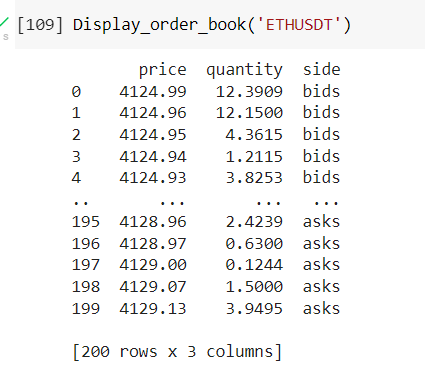 [109] Display_order_book('ETHUSDT')
s
price quantity side
0 4124.99 12.3909 bids
1 4124.96 12.1500 bids
2 4124.95 4.3615 bids
3 4124.94 1.2115 bids
4 4124.93 3.8253 bids
.. ... ... ...
195 4128.96 2.4239 asks
196 4128.97 0.6300 asks
197 4129.00 0.1244 asks
198 4129.07 1.5000 asks
199 4129.13 3.9495 asks
[200 rows x 3 columns]